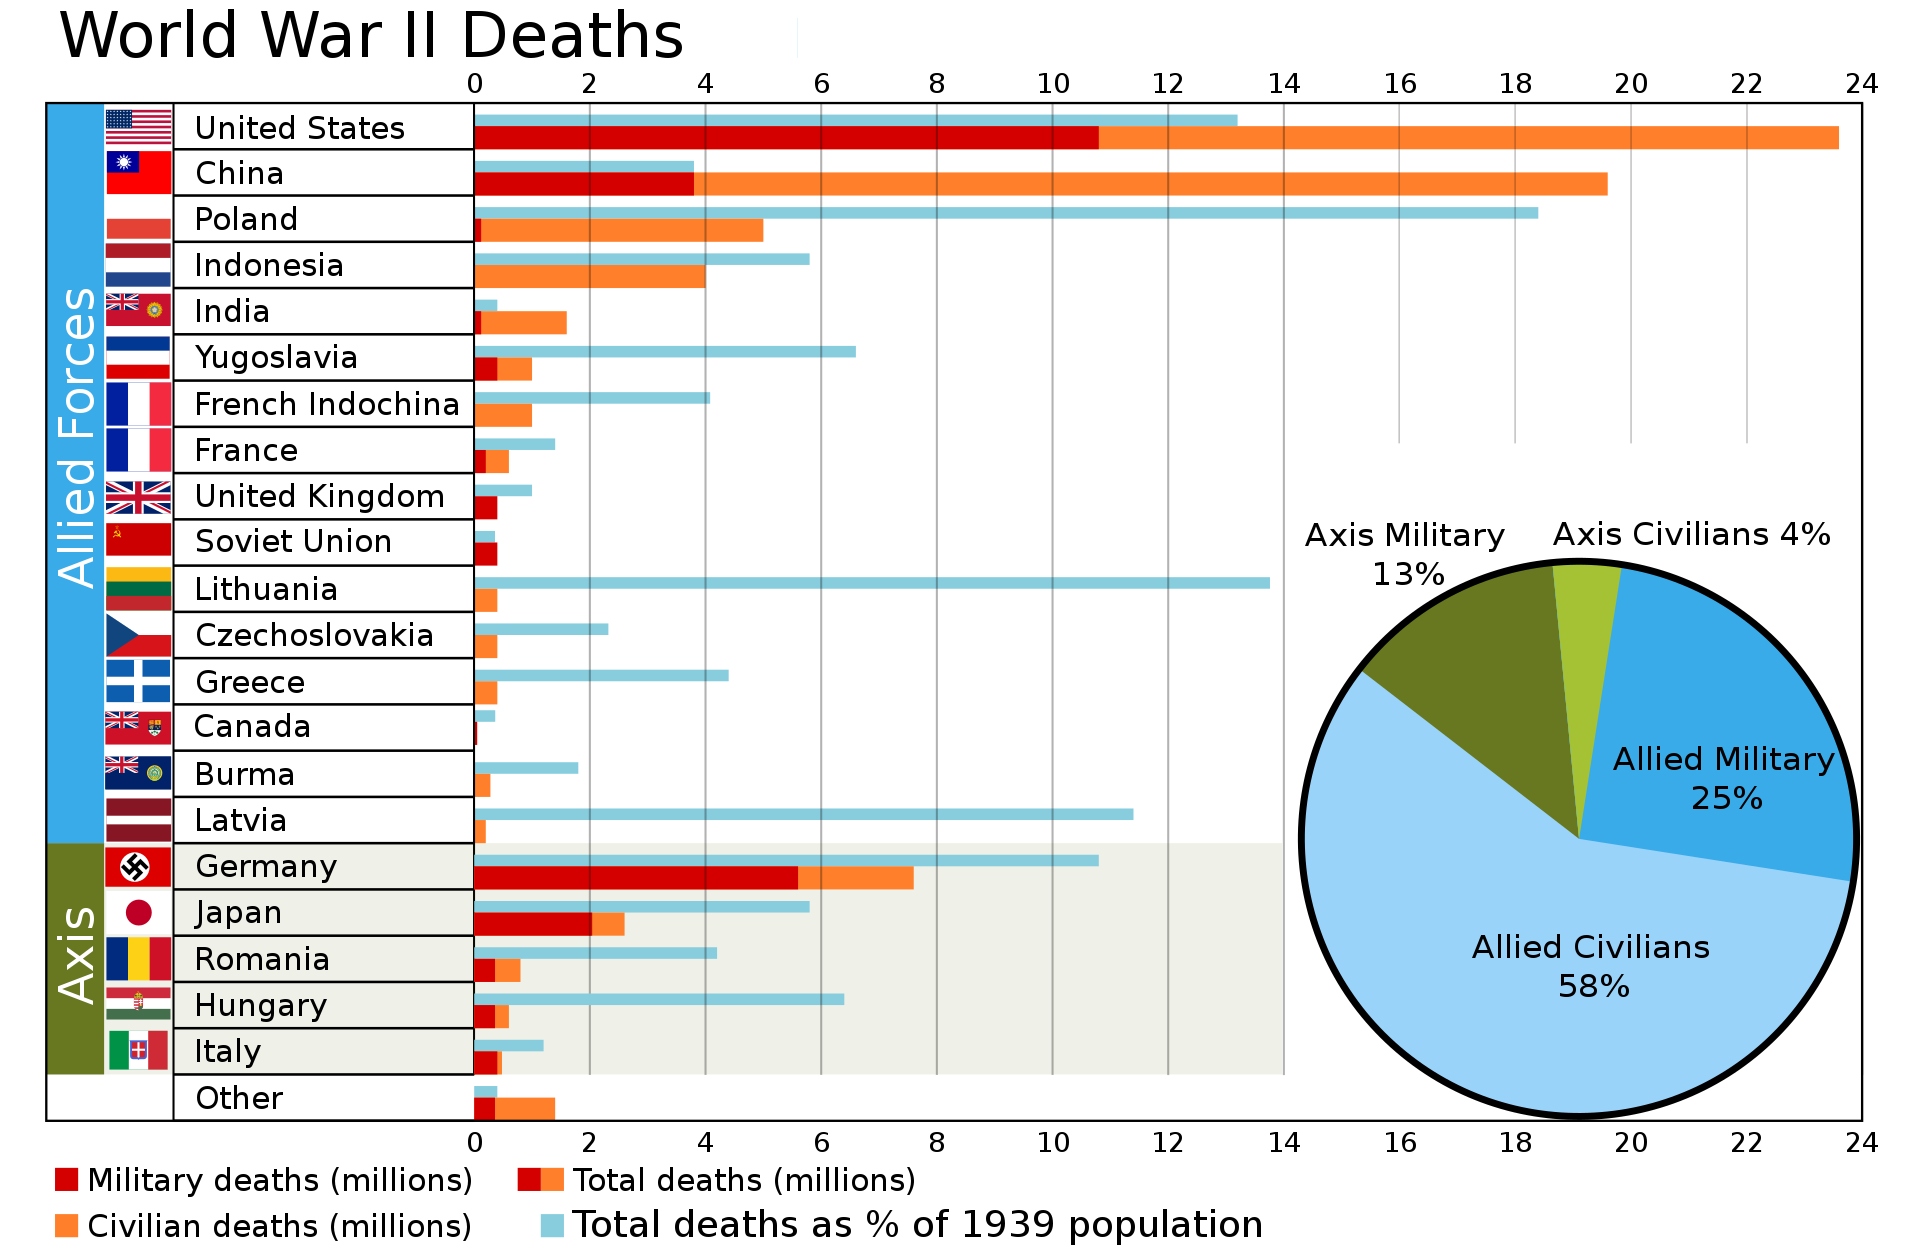 World War II Deaths
0 2 4 6 8 10 12 14 16 18 20 22 24
Allied Forces
United States
China
Poland
Indonesia
India
Yugoslavia
French Indochina
France
United Kingdom
Soviet Union
Lithuania
Czechoslovakia
Greece
Canada
Burma
Latvia
Axis
Germany
Japan
Romania
Hungary
Italy
Other
Axis Military
13%
Axis Civilians 4%
Allied Military
25%
Allied Civilians
58%
0 2 4 6 8 10 12 14 16 18 20 22 24
Military deaths (millions)
Total deaths (millions)
Civilian deaths (millions)
Total deaths as % of 1939 population